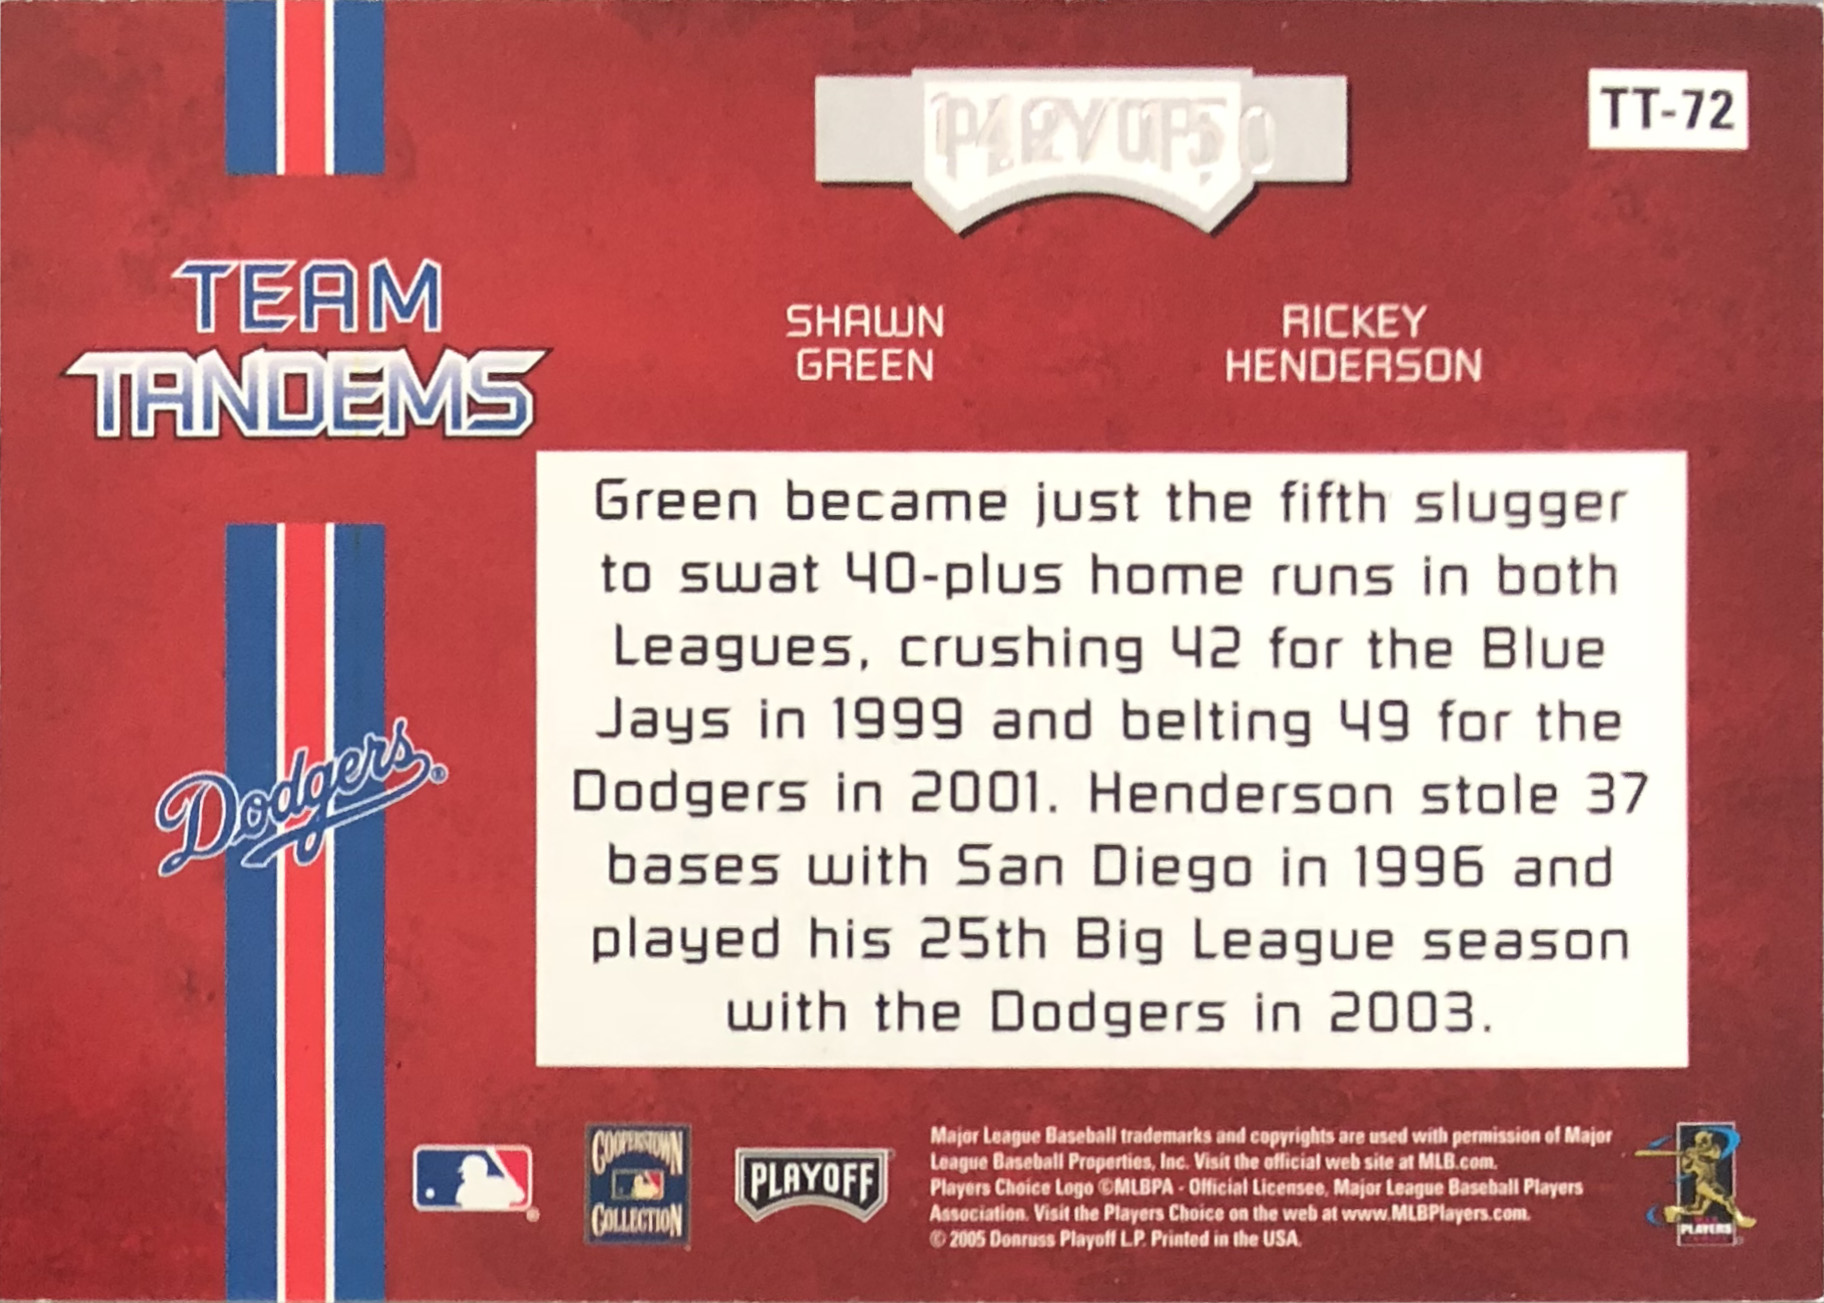 TT-72
TEAM
TANDEMS
SHAWN
GREEN
RICKEY
HENDERSON
Green became just the fifth slugger
to swat 40-plus home runs in both
Leagues, crushing 42 for the Blue
Jays in 1999 and belting 49 for the
Dodgers in 2001. Henderson stole 37
bases with San Diego in 1996 and
played his 25th Big League season
with the Dodgers in 2003.
Dodgers®
COOPERSTOWN
COLLECTION
PLAYOFF
Major League Baseball trademarks and copyrights are used with permission of Major
League Baseball Properties, Inc. Visit the official web site at MLB.com.
Players Choice Logo ©MLBPA - Official Licensee, Major League Baseball Players
Association. Visit the Players Choice on the web at www.MLBPlayers.com.
© 2005 Donruss Playoff L.P. Printed in the USA.
PLAYERS